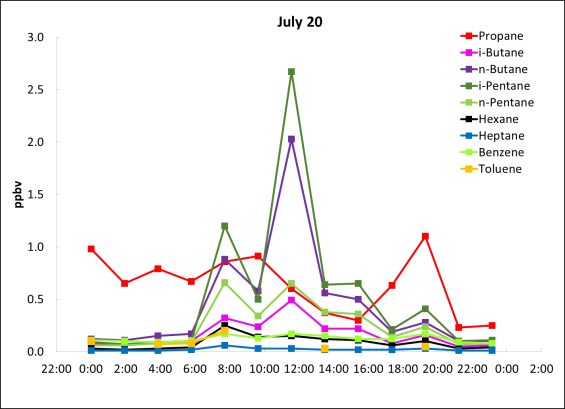 July 20
3.0
2.5
2.0
1.5
1.0
0.5
0.0
ppbv
Propane
i-Butane
n-Butane
i-Pentane
n-Pentane
Hexane
Heptane
Benzene
Toluene
22:00 0:00 2:00 4:00 6:00 8:00 10:00 12:00 14:00 16:00 18:00 20:00 22:00 0:00 2:00